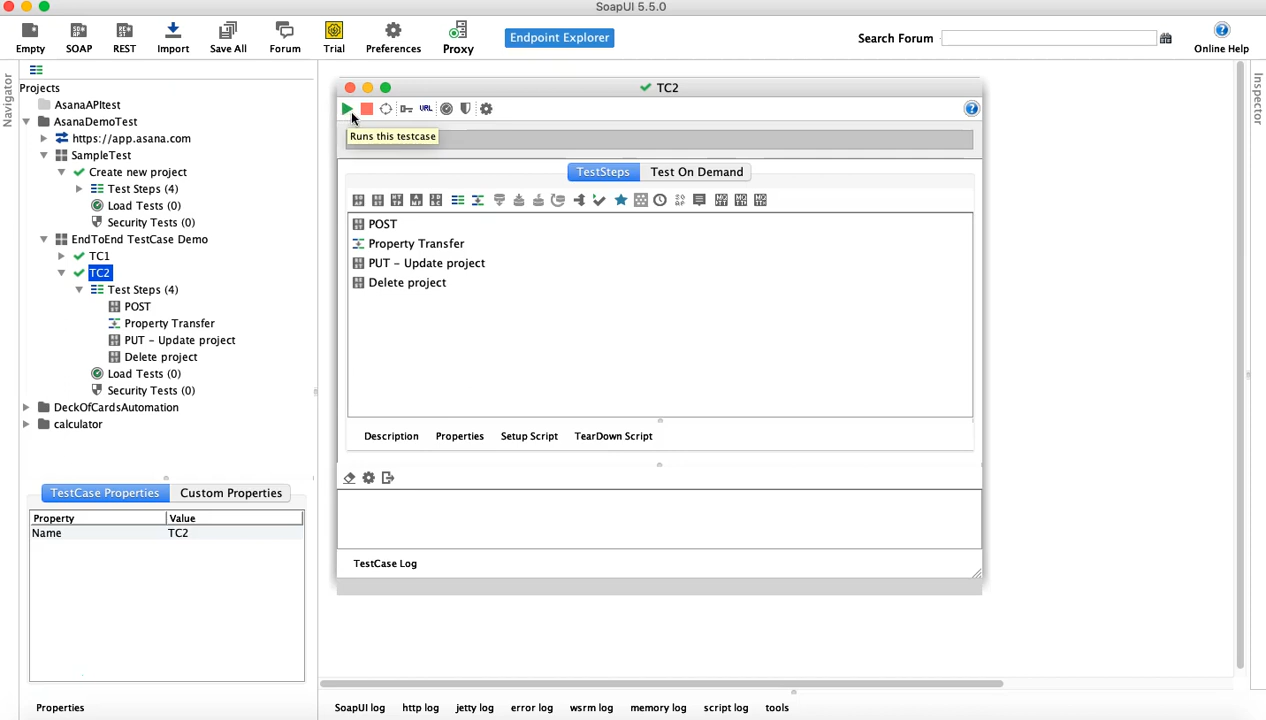 SoapUI 5.5.0
Empty
SOAP
REST
Import
Save All
Forum
Trial
Preferences
Proxy
Endpoint Explorer
Search Forum
Online Help
Navigator
Projects
AsanaAPItest
AsanaDemoTest
https://app.asana.com
SampleTest
Create new project
Test Steps (4)
Load Tests (0)
Security Tests (0)
EndToEnd TestCase Demo
TC1
TC2
Test Steps (4)
POST
Property Transfer
PUT - Update project
Delete project
Load Tests (0)
Security Tests (0)
DeckOfCardsAutomation
calculator
TestCase Properties
Custom Properties
Property Value
Name TC2
Properties
TC2
URL
Runs this testcase
TestSteps
Test On Demand
POST
Property Transfer
PUT - Update project
Delete project
Description
Properties
Setup Script
TearDown Script
TestCase Log
Inspector
SoapUI log
http log
jetty log
error log
wsrm log
memory log
script log
tools